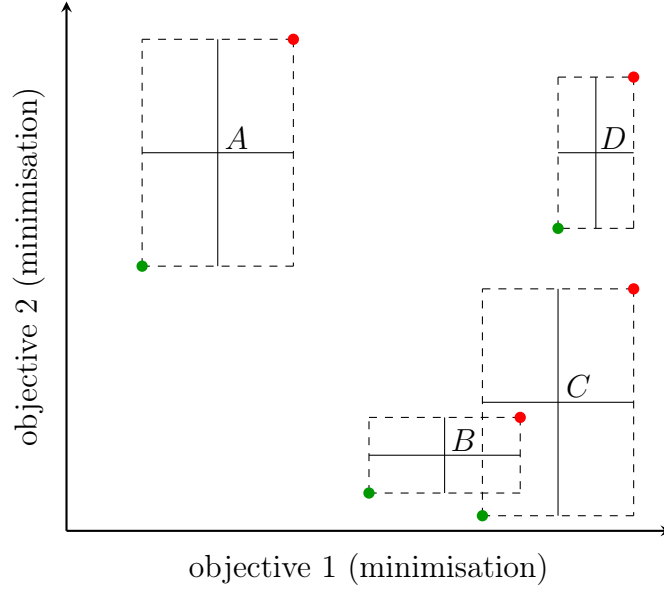 A
D
C
B
objective 2 (minimisation)
objective 1 (minimisation)